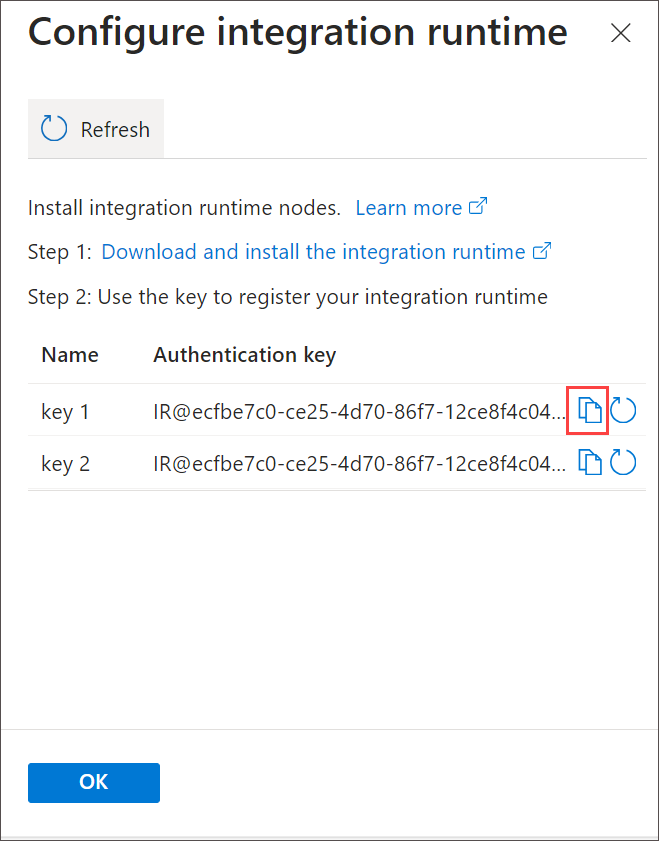 Configure integration runtime
Refresh
Install integration runtime nodes. Learn more
Step 1: Download and install the integration runtime
Step 2: Use the key to register your integration runtime
Name Authentication key
key 1 IR@ecfbe7c0-ce25-4d70-86f7-12ce8f4c04...
key 2 IR@ecfbe7c0-ce25-4d70-86f7-12ce8f4c04...
OK